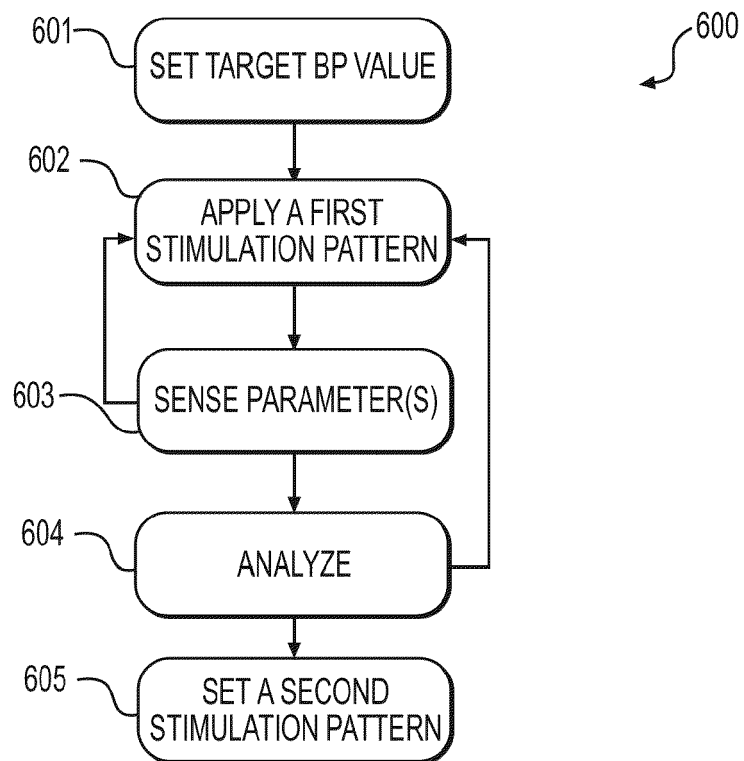 600
601
SET TARGET BP VALUE
602
APPLY A FIRST
STIMULATION PATTERN
603
SENSE PARAMETER(S)
604
ANALYZE
605
SET A SECOND
STIMULATION PATTERN